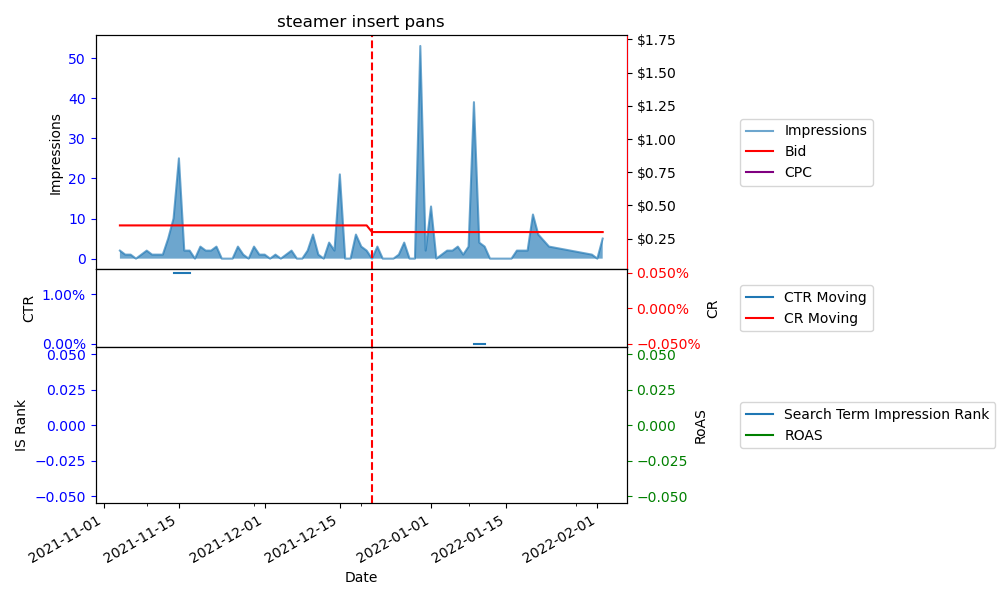 steamer insert pans
50
40
30
20
10
0
Impressions
$1.75
$1.50
$1.25
$1.00
$0.75
$0.50
$0.25
Impressions
Bid
CPC
1.00%
0.00%
CTR
0.050%
0.000%
−0.050%
CR
CTR Moving
CR Moving
0.050
0.025
0.000
−0.025
−0.050
IS Rank
0.050
0.025
0.000
−0.025
−0.050
RoAS
Search Term Impression Rank
ROAS
2021-11-01
2021-11-15
2021-12-01
2021-12-15
2022-01-01
2022-01-15
2022-02-01
Date